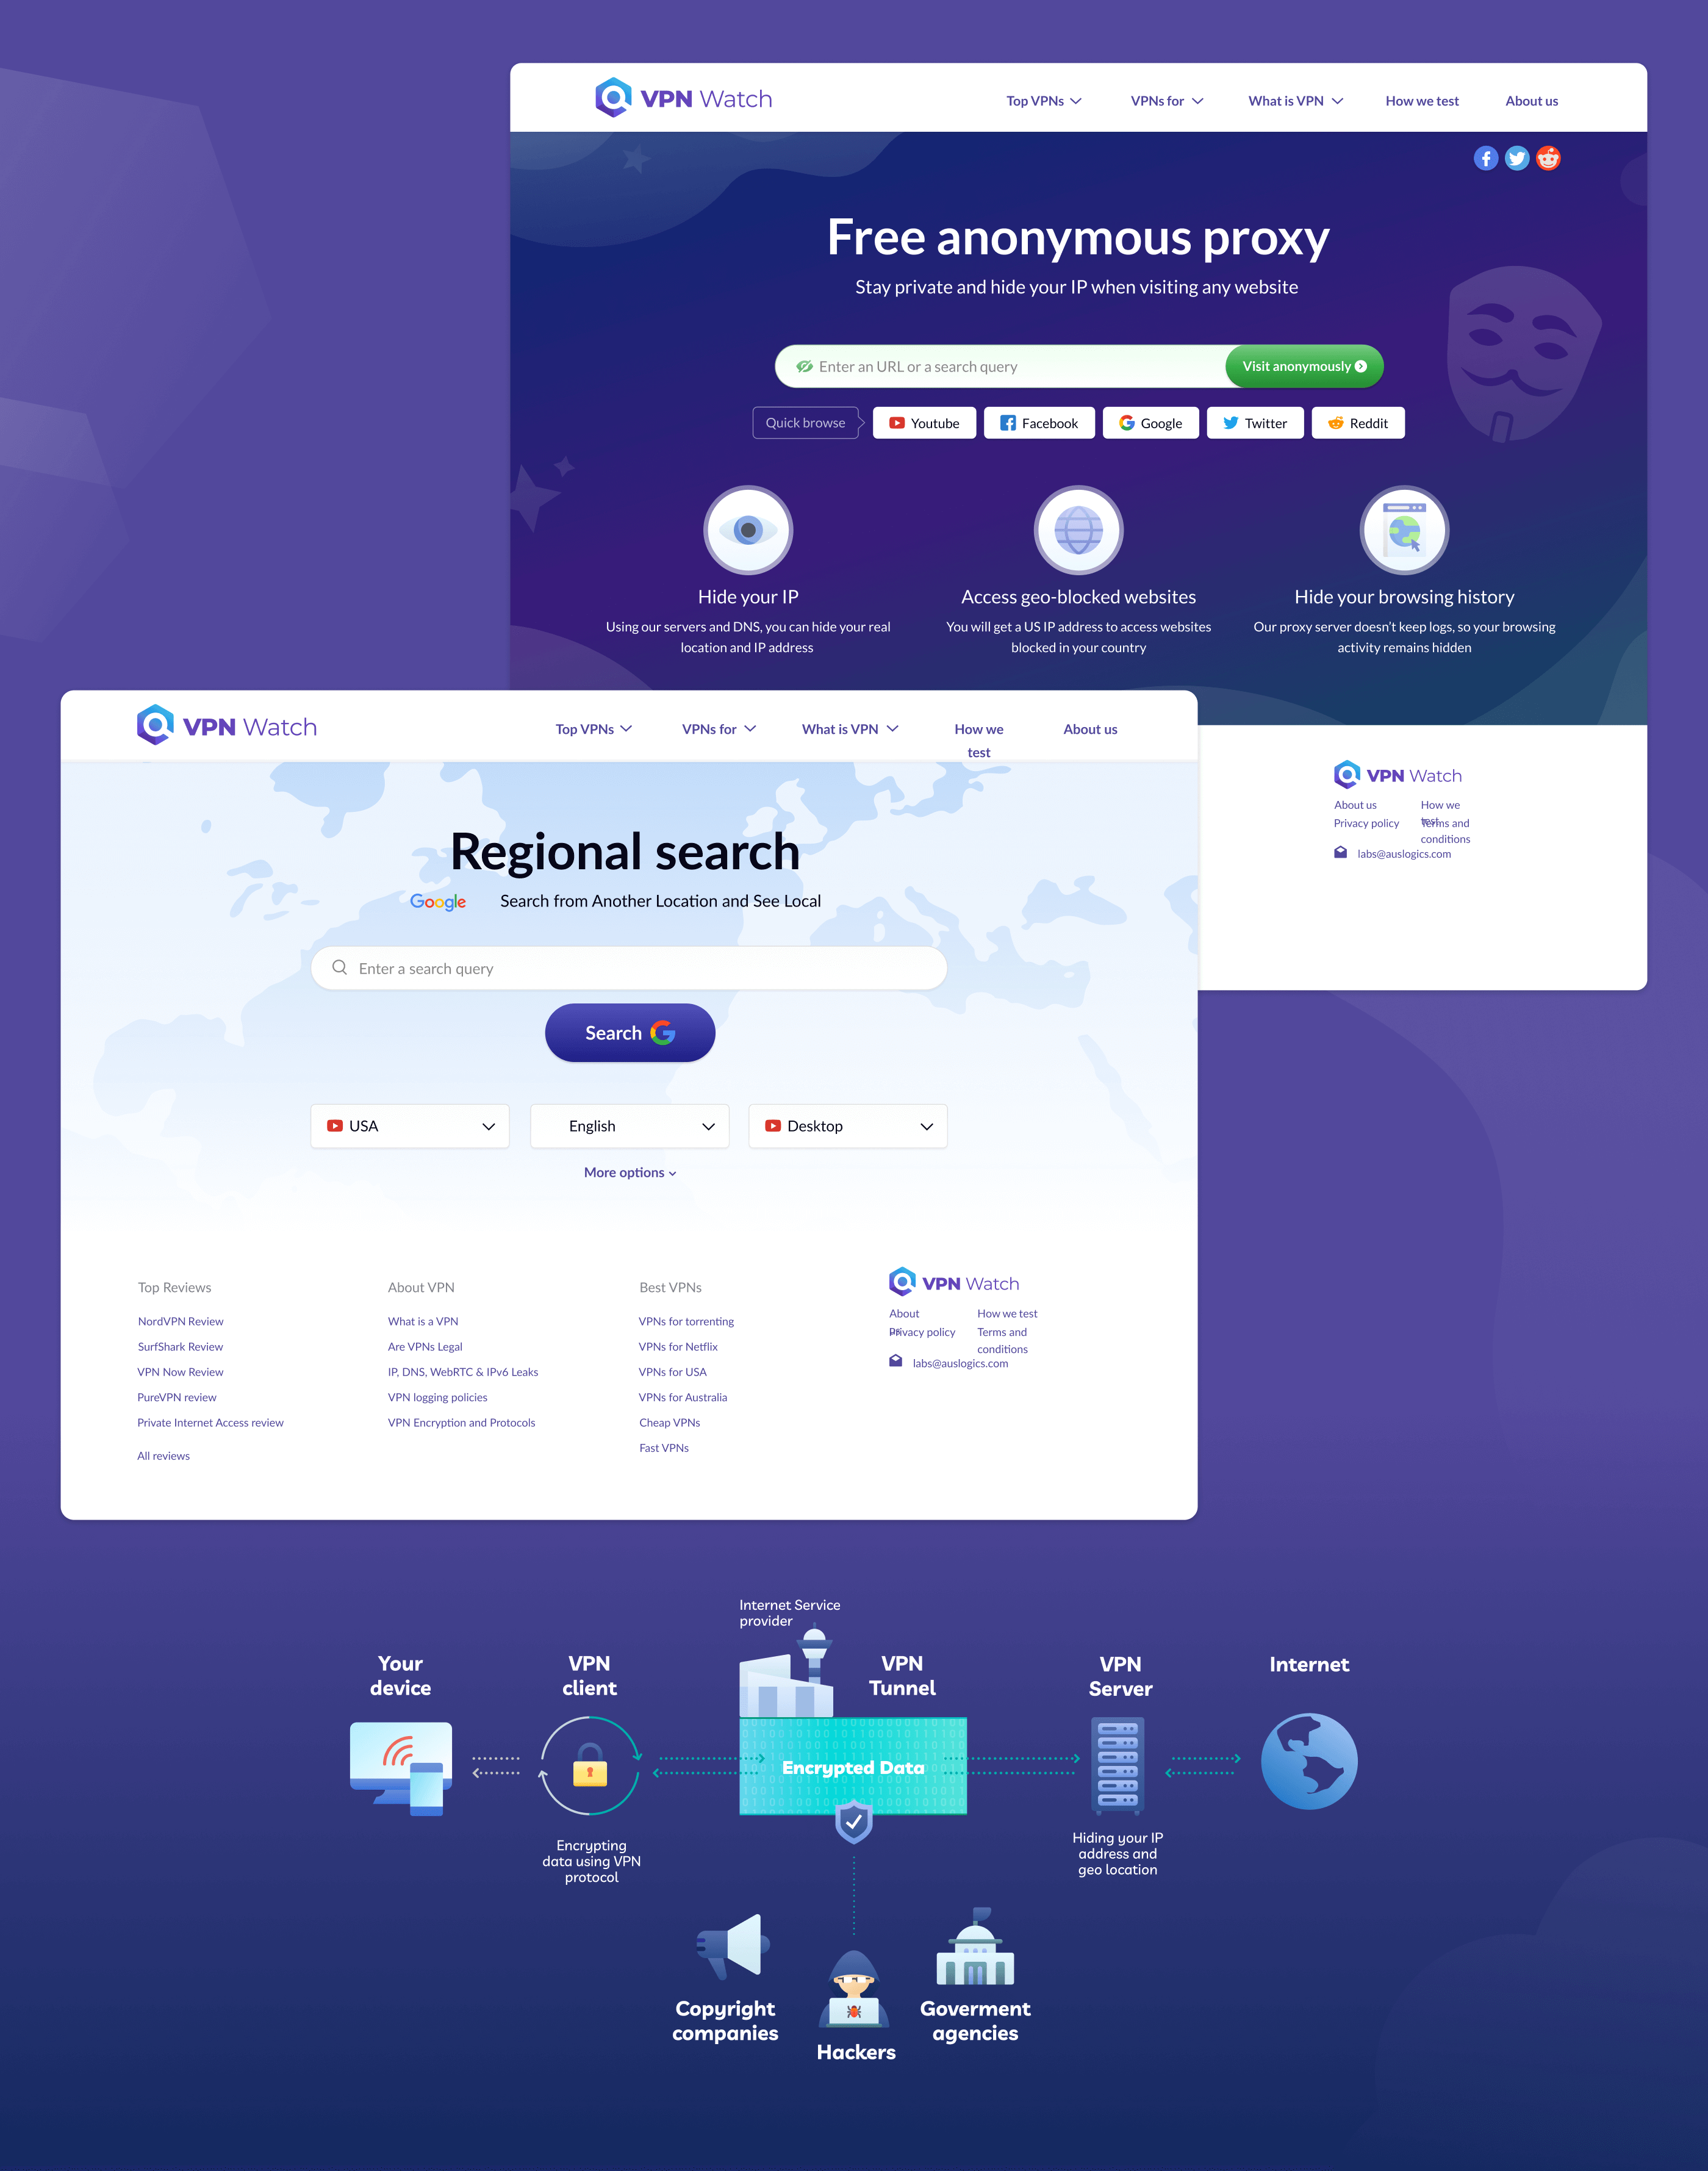 VPN Watch
Top VPNs
VPNs for
What is VPN
How we test
About us
Free anonymous proxy
Stay private and hide your IP when visiting any website
Enter an URL or a search query
Visit anonymously
Quick browse
Youtube
Facebook
Google
Twitter
Reddit
Hide your IP
Using our servers and DNS, you can hide your real
location and IP address
Access geo-blocked websites
You will get a US IP address to access websites
blocked in your country
Hide your browsing history
Our proxy server doesn't keep logs, so your browsing
activity remains hidden
VPN Watch
About us
How we
test
Privacy policy
Terms and
conditions
labs@auslogics.com
VPN Watch
Top VPNs
VPNs for
What is VPN
How we
test
About us
Regional search
Google
Search from Another Location and See Local
Enter a search query
Search
USA
English
Desktop
More options
Top Reviews
NordVPN Review
SurfShark Review
VPN Now Review
PureVPN review
Private Internet Access review
All reviews
About VPN
What is a VPN
Are VPNs Legal
IP, DNS, WebRTC & IPv6 Leaks
VPN logging policies
VPN Encryption and Protocols
Best VPNs
VPNs for torrenting
VPNs for Netflix
VPNs for USA
VPNs for Australia
Cheap VPNs
Fast VPNs
VPN Watch
About
us
How we test
Privacy policy
Terms and
conditions
labs@auslogics.com
Internet Service
provider
Your
device
VPN
client
VPN
Tunnel
VPN
Server
Internet
Encrypted Data
Encrypting
data using VPN
protocol
Hiding your IP
address and
geo location
Copyright
companies
Hackers
Goverment
agencies